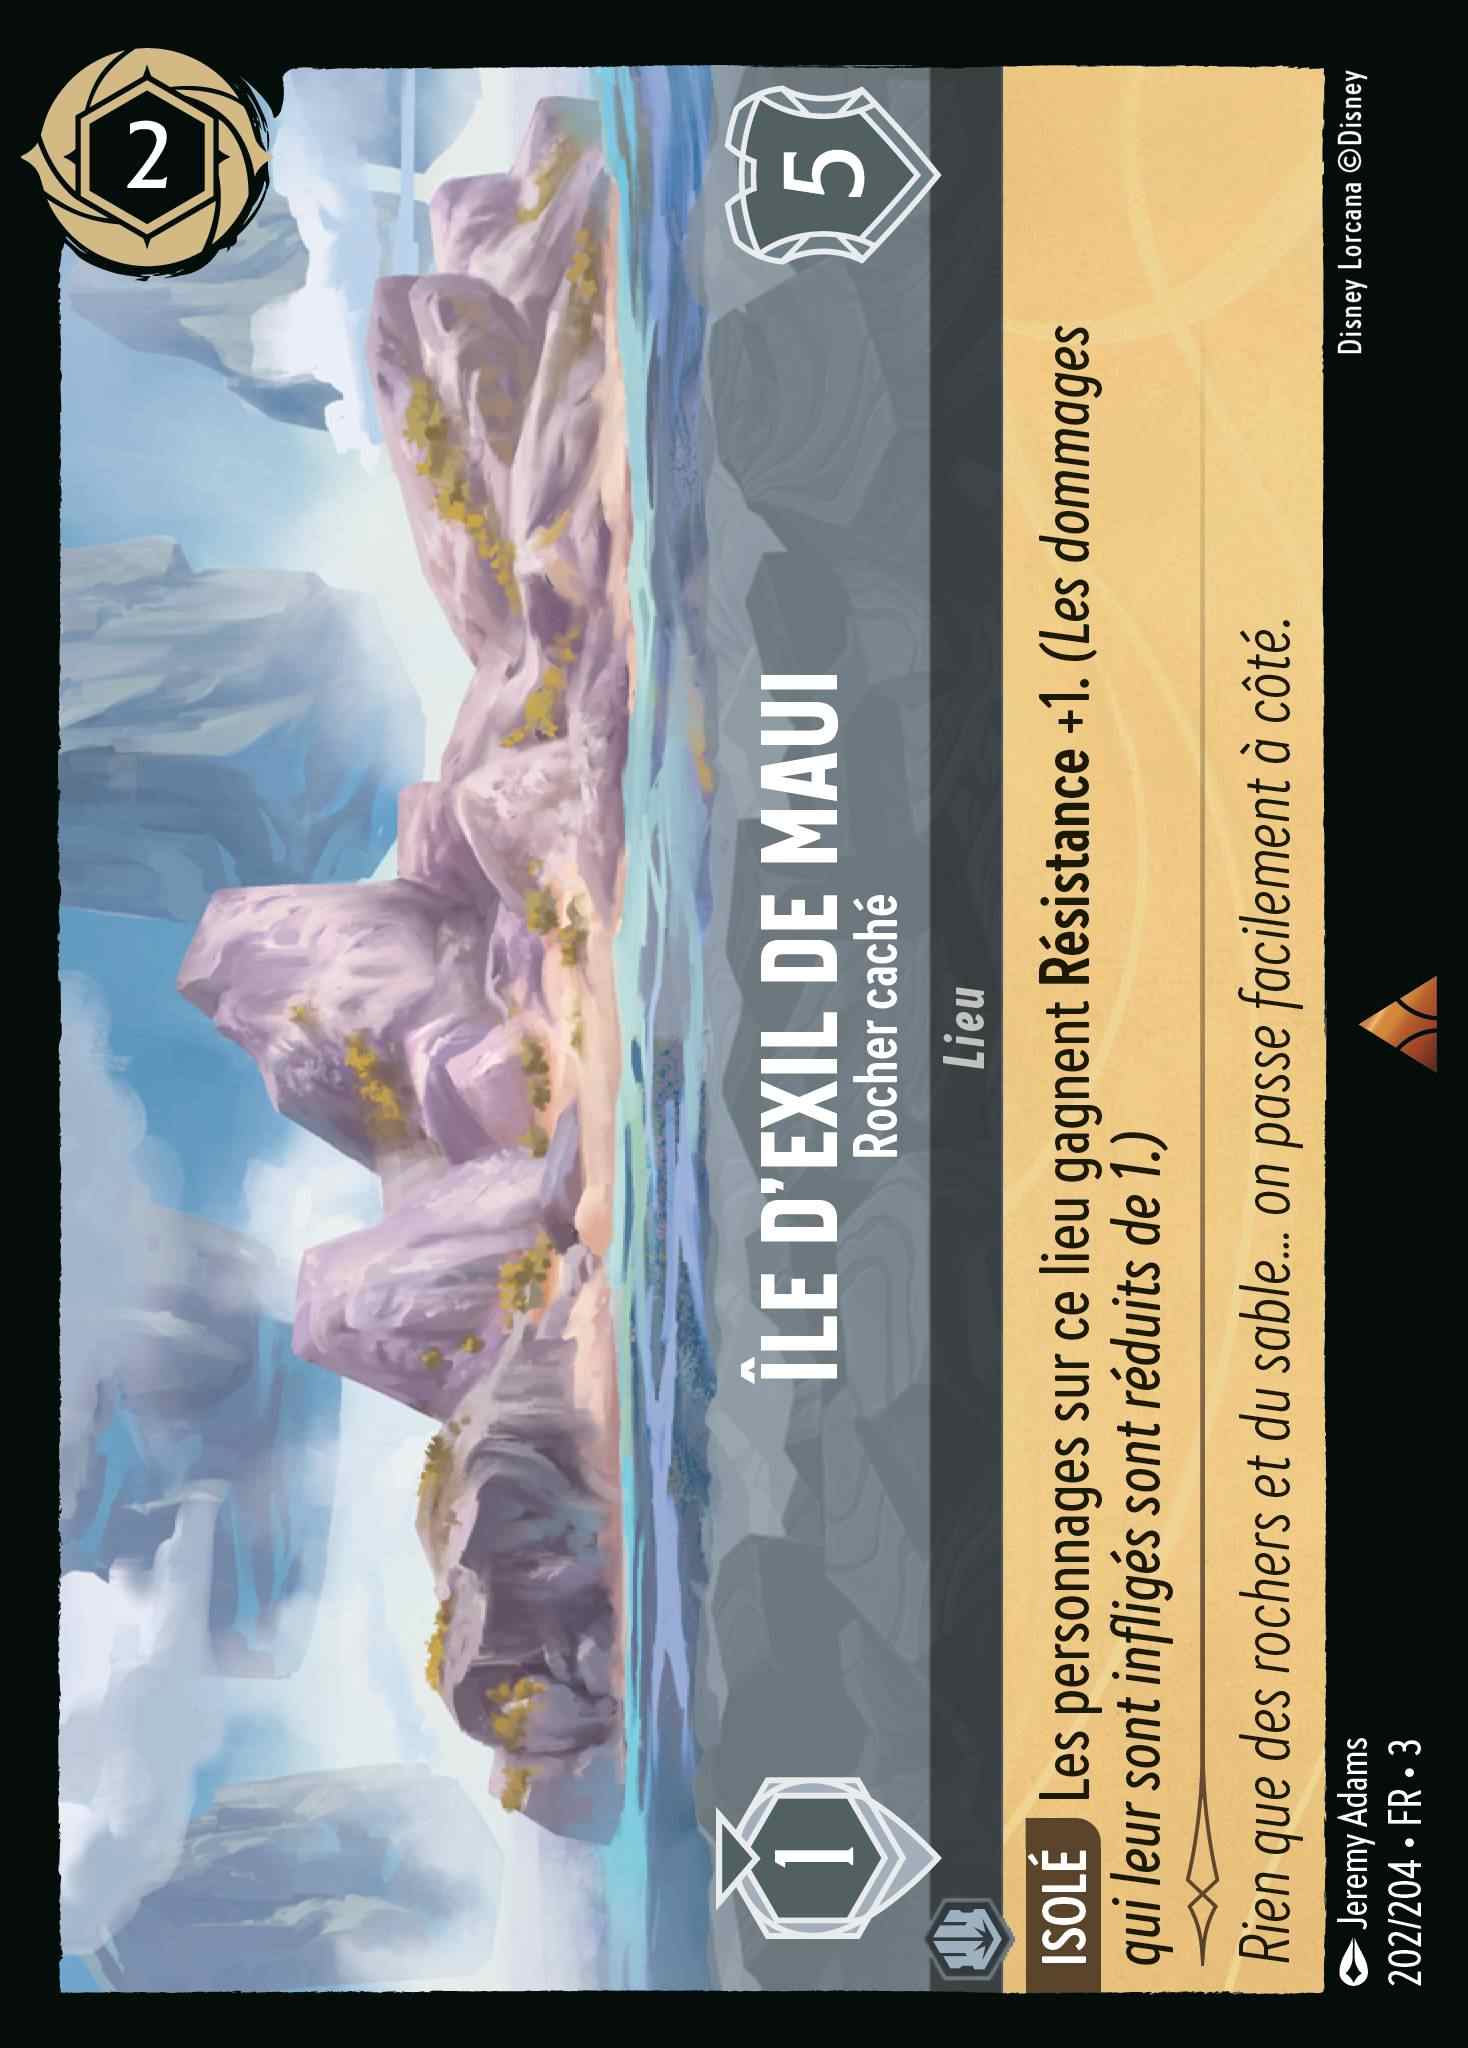 2
ÎLE D'EXIL DE MAUI
Rocher caché
1
5
Lieu
ISOLÉ Les personnages sur ce lieu gagnent Résistance +1. (Les dommages
qui leur sont infligés sont réduits de 1.)
Rien que des rochers et du sable... on passe facilement à côté.
Jeremy Adams
202/204 • FR • 3
Disney Lorcana ©Disney